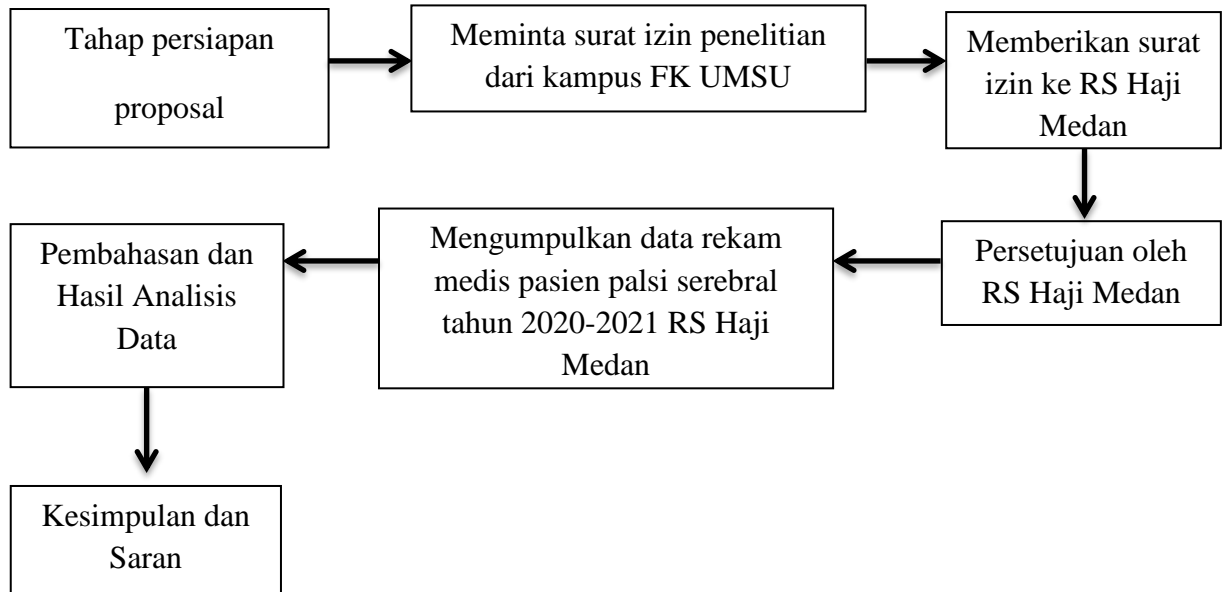 Tahap persiapan
proposal
Meminta surat izin penelitian
dari kampus FK UMSU
Memberikan surat
izin ke RS Haji
Medan
Persetujuan oleh
RS Haji Medan
Mengumpulkan data rekam
medis pasien palsi serebral
tahun 2020-2021 RS Haji
Medan
Pembahasan dan
Hasil Analisis
Data
Kesimpulan dan
Saran